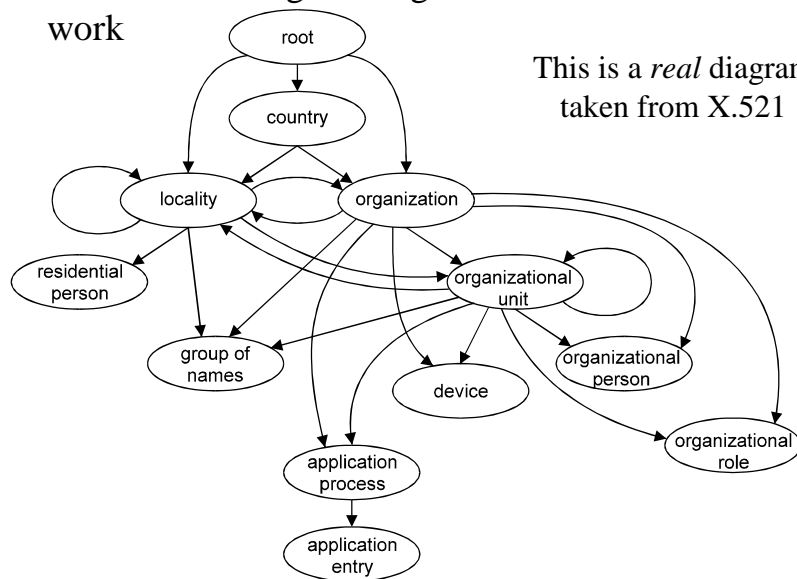 work
This is a real
taken from X.521
root
country
locality
organization
residential
person
organizational
unit
group of
names
device
organizational
person
organizational
role
application
process
application
entry